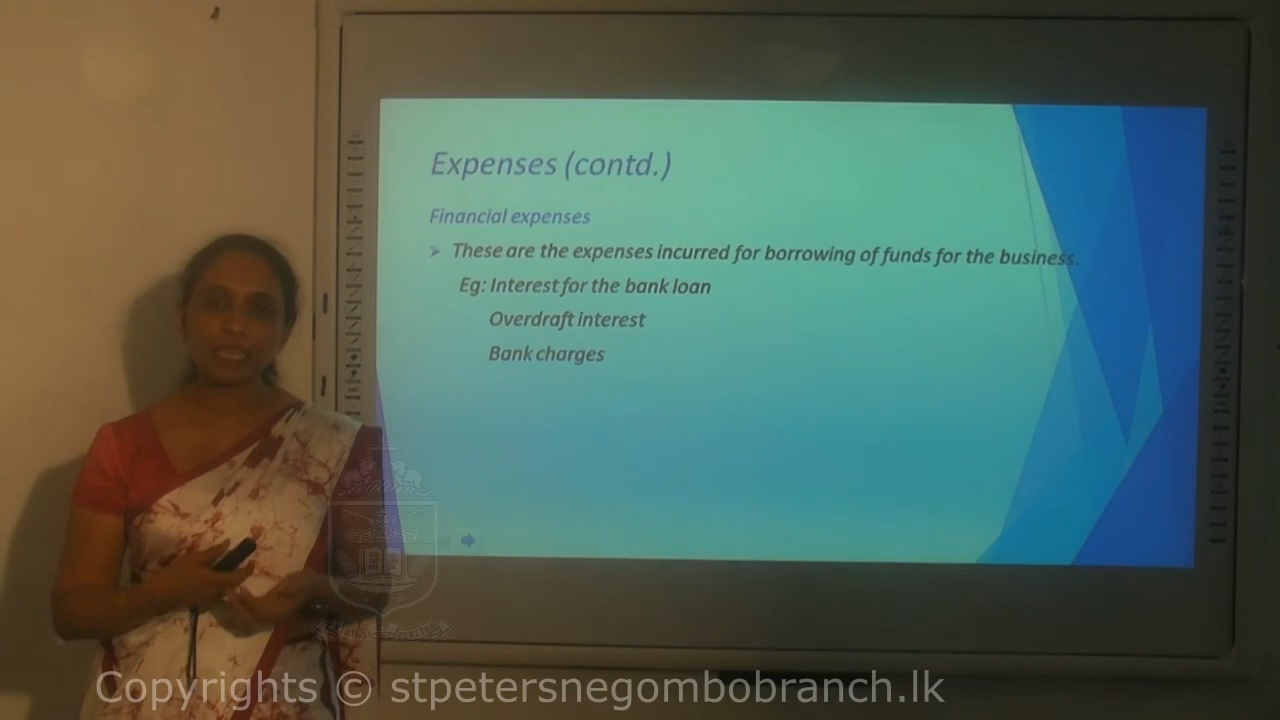 Expenses (contd.)
Financial expenses
These are the expenses incurred for borrowing of funds for the business.
Eg: Interest for the bank loan
Overdraft interest
Bank charges
Copyrights © stpetersnegombobranch.lk